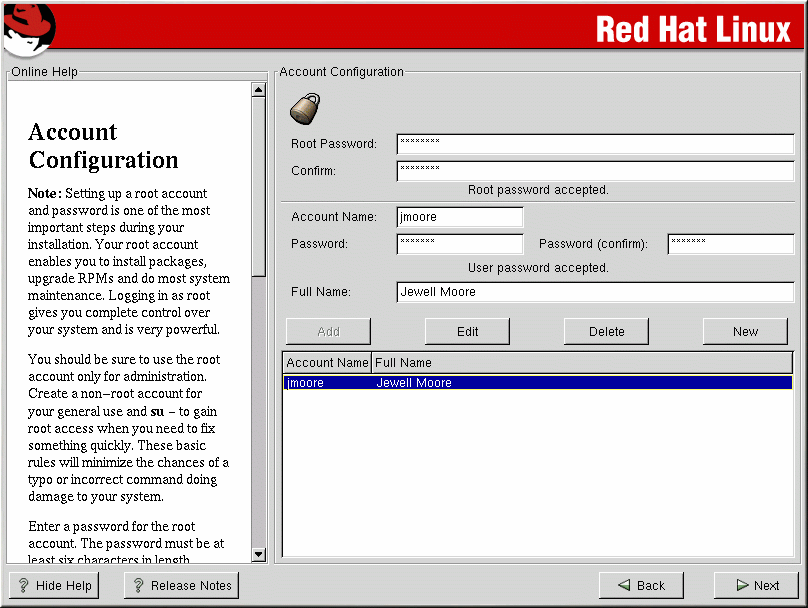 Red Hat Linux
Online Help
Account
Configuration
Note: Setting up a root account
and password is one of the most
important steps during your
installation. Your root account
enables you to install packages,
upgrade RPMs and do most system
maintenance. Logging in as root
gives you complete control over
your system and is very powerful.
You should be sure to use the root
account only for administration.
Create a non–root account for
your general use and su – to gain
root access when you need to fix
something quickly. These basic
rules will minimize the chances of a
typo or incorrect command doing
damage to your system.
Enter a password for the root
account. The password must be at
least six characters in length.
Account Configuration
Root Password: ********
Confirm: ********
Root password accepted.
Account Name: jmoore
Password: ******* Password (confirm): *******
User password accepted.
Full Name: Jewell Moore
Add Edit Delete New
Account Name Full Name
jmoore Jewell Moore
? Hide Help ? Release Notes Back Next